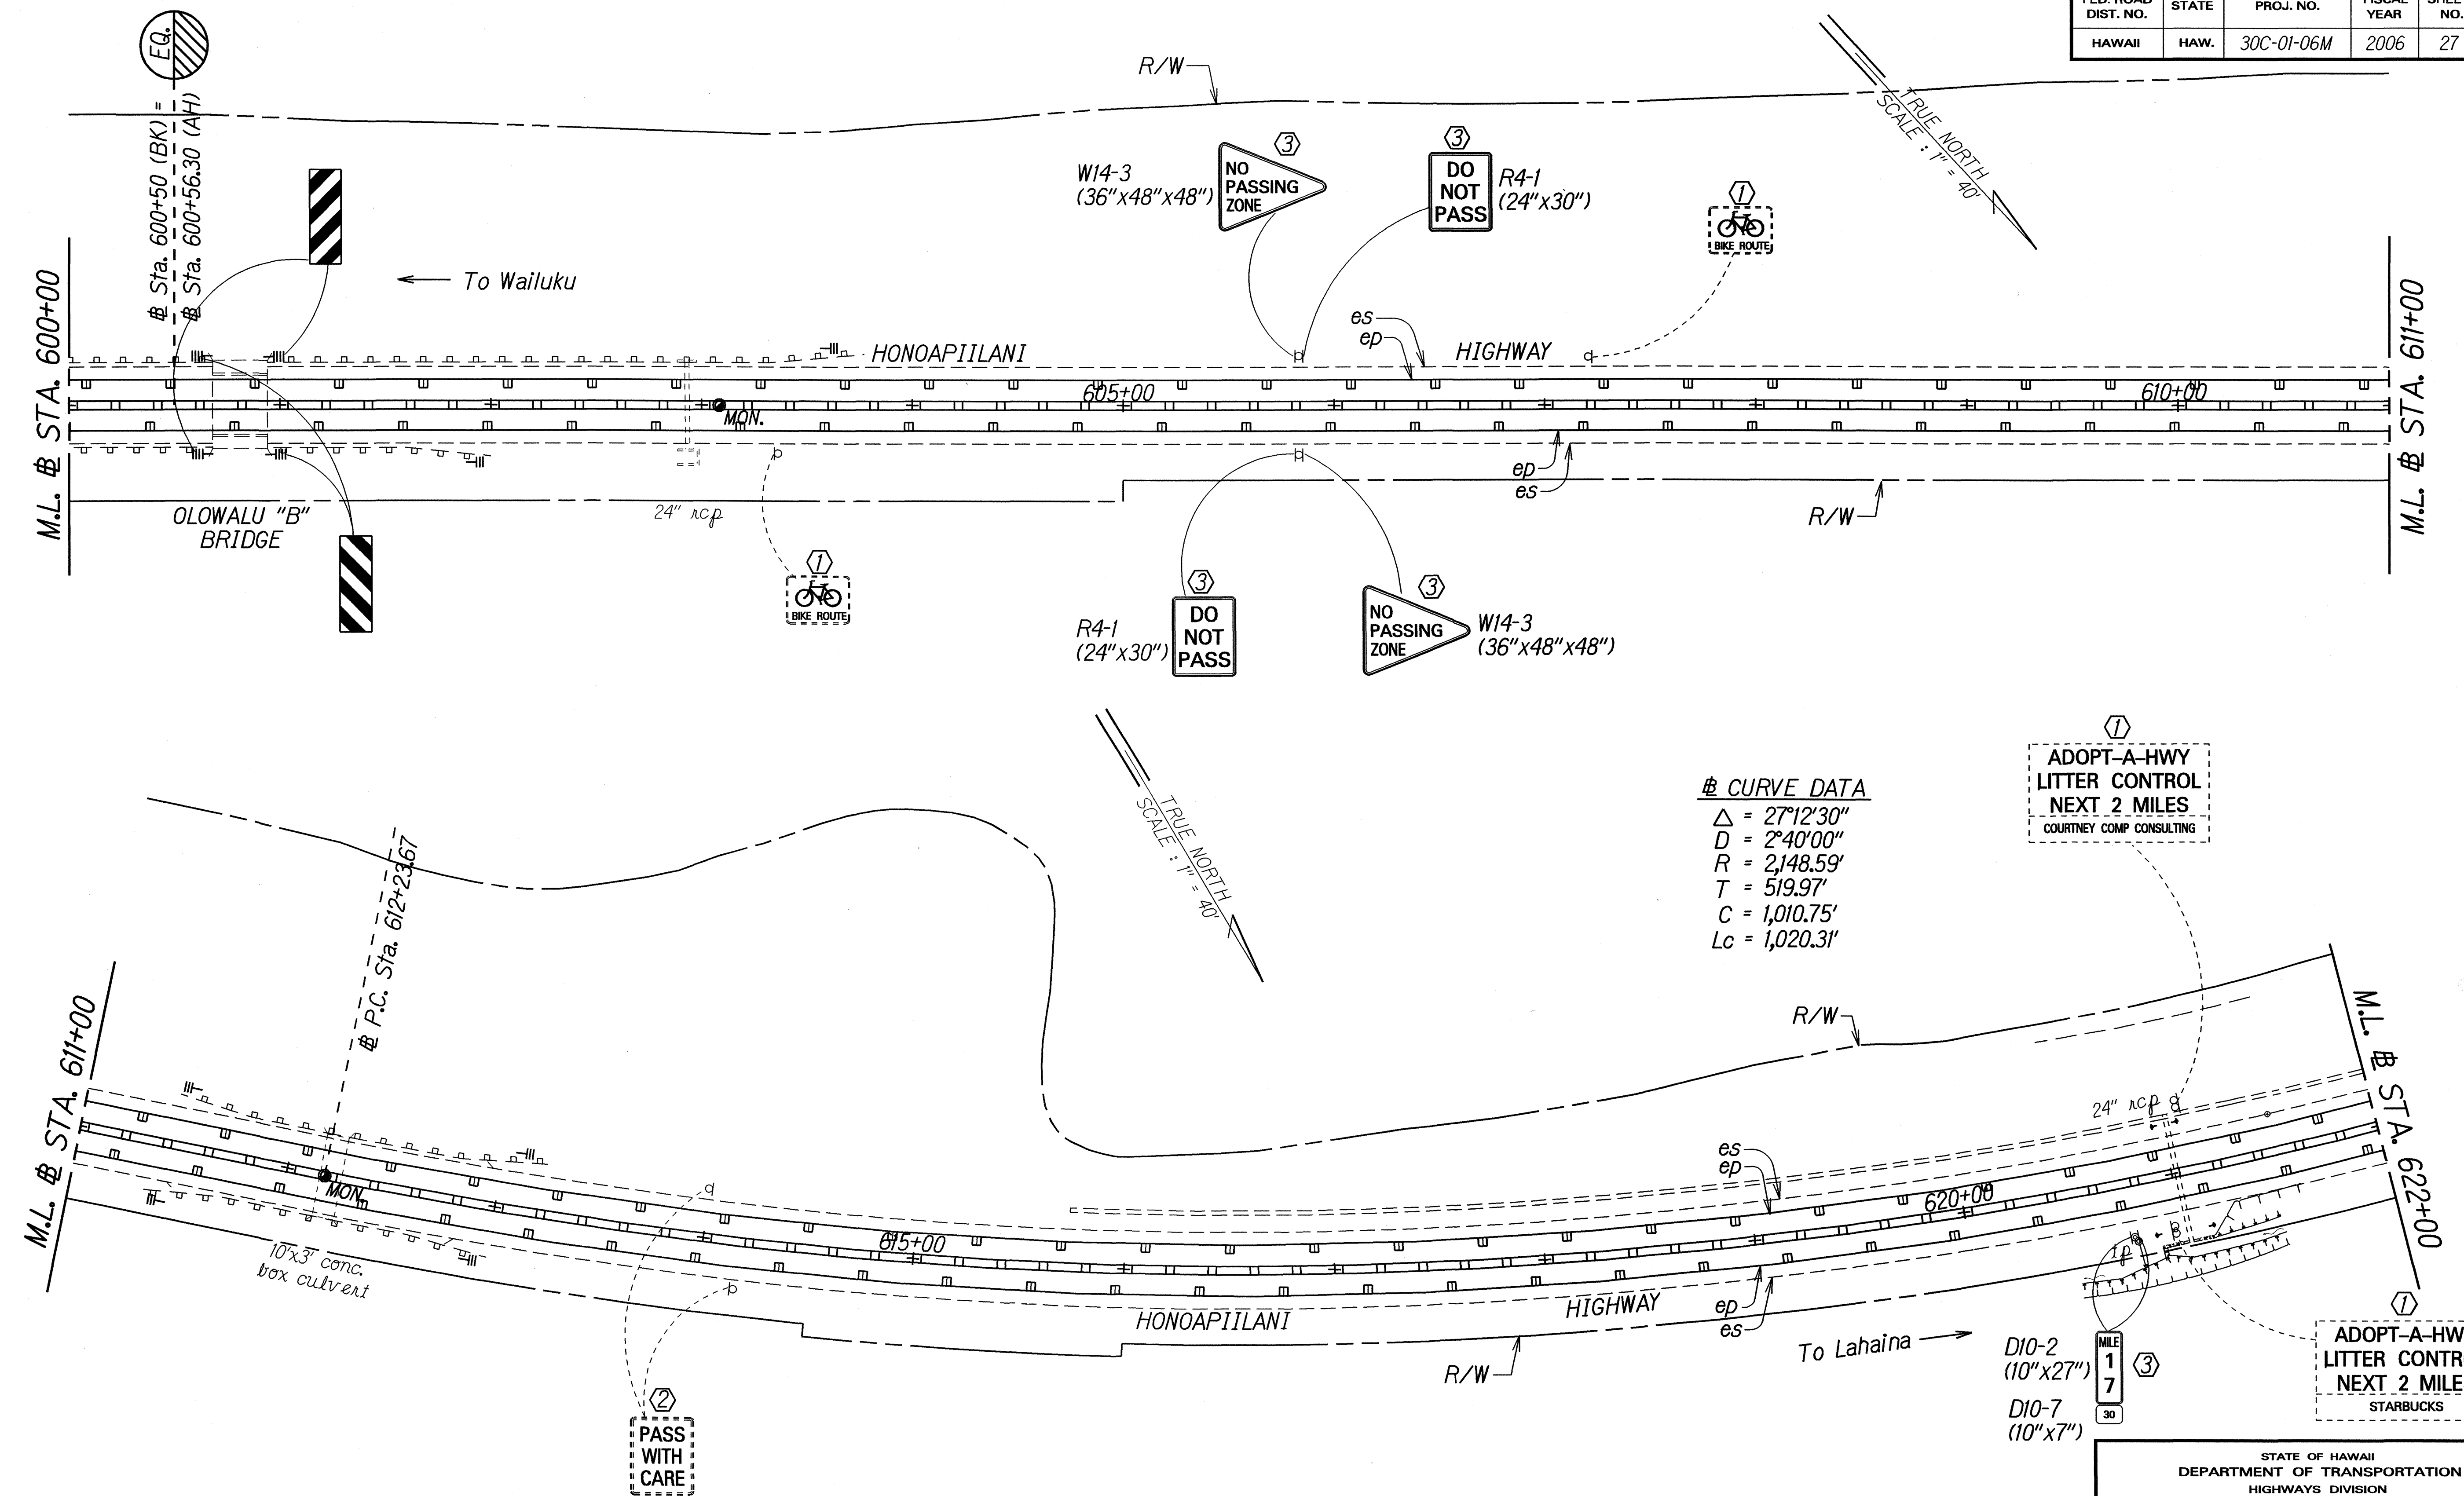 DIST. NO.
STATE
PROJ. NO.
YEAR
NO.
HAWAII
HAW.
30C-01-06M
2006
27
EQ.
℄ Sta. 600+50 (BK) =
℄ Sta. 600+56.30 (AH)
R/W
TRUE NORTH
SCALE : 1" = 40'
W14-3
(36"x48"x48")
3
NO
PASSING
ZONE
3
DO
NOT
PASS
R4-1
(24"x30")
1
BIKE ROUTE
To Wailuku
M.L. ℄ STA. 600+00
es
ep
HONOAPIILANI
HIGHWAY
605+00
610+00
MON.
M.L. ℄ STA. 611+00
ep
es
R/W
OLOWALU "B"
BRIDGE
24" rcp
1
BIKE ROUTE
R4-1
(24"x30")
3
DO
NOT
PASS
3
NO
PASSING
ZONE
W14-3
(36"x48"x48")
TRUE NORTH
SCALE : 1" = 40'
℄ CURVE DATA
△ = 27°12'30"
D = 2°40'00"
R = 2,148.59'
T = 519.97'
C = 1,010.75'
Lc = 1,020.31'
1
ADOPT-A-HWY
LITTER CONTROL
NEXT 2 MILES
COURTNEY COMP CONSULTING
℄ P.C. Sta. 612+23.67
M.L. ℄ STA. 611+00
R/W
M.L. ℄ STA. 622+00
24" rcp
es
ep
MON.
10'x3' conc.
box culvert
615+00
620+00
HONOAPIILANI
HIGHWAY
ep
es
R/W
To Lahaina
tp
2
PASS
WITH
CARE
D10-2
(10"x27")
D10-7
(10"x7")
MILE
1
7
30
3
1
ADOPT-A-HW
LITTER CONTR
NEXT 2 MILE
STARBUCKS
STATE OF HAWAII
DEPARTMENT OF TRANSPORTATION
HIGHWAYS DIVISION